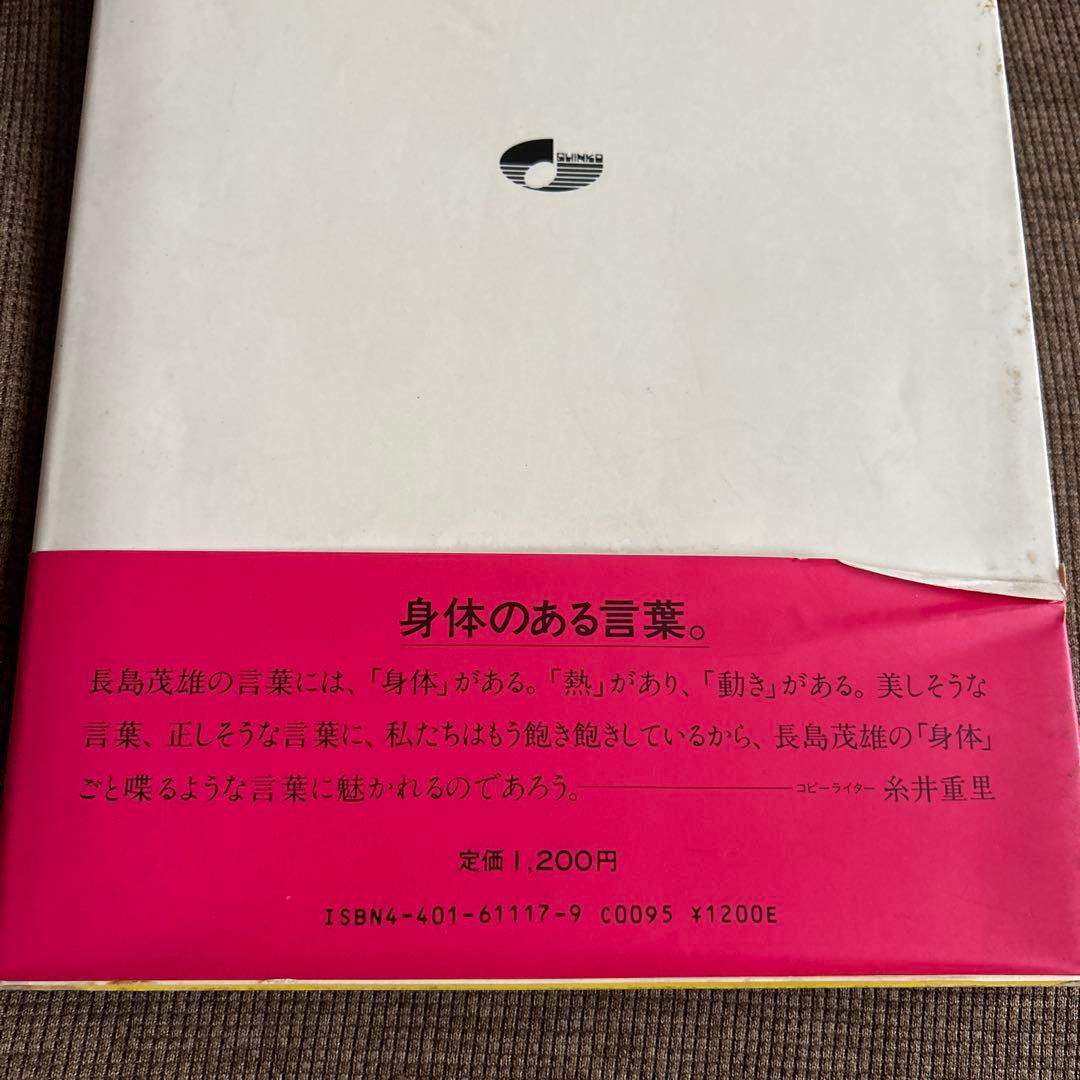 SHINKO
身体のある言葉。
長島茂雄の言葉には、「身体」がある。「熱」があり、「動き」がある。美しそうな
言葉、正しそうな言葉に、私たちはもう飽き飽きしているから、長島茂雄の「身体」
ごと喋るような言葉に魅かれるのであろう。——コピーライター 糸井重里
定価1,200円
ISBN4-401-61117-9 C0095 ¥1200E